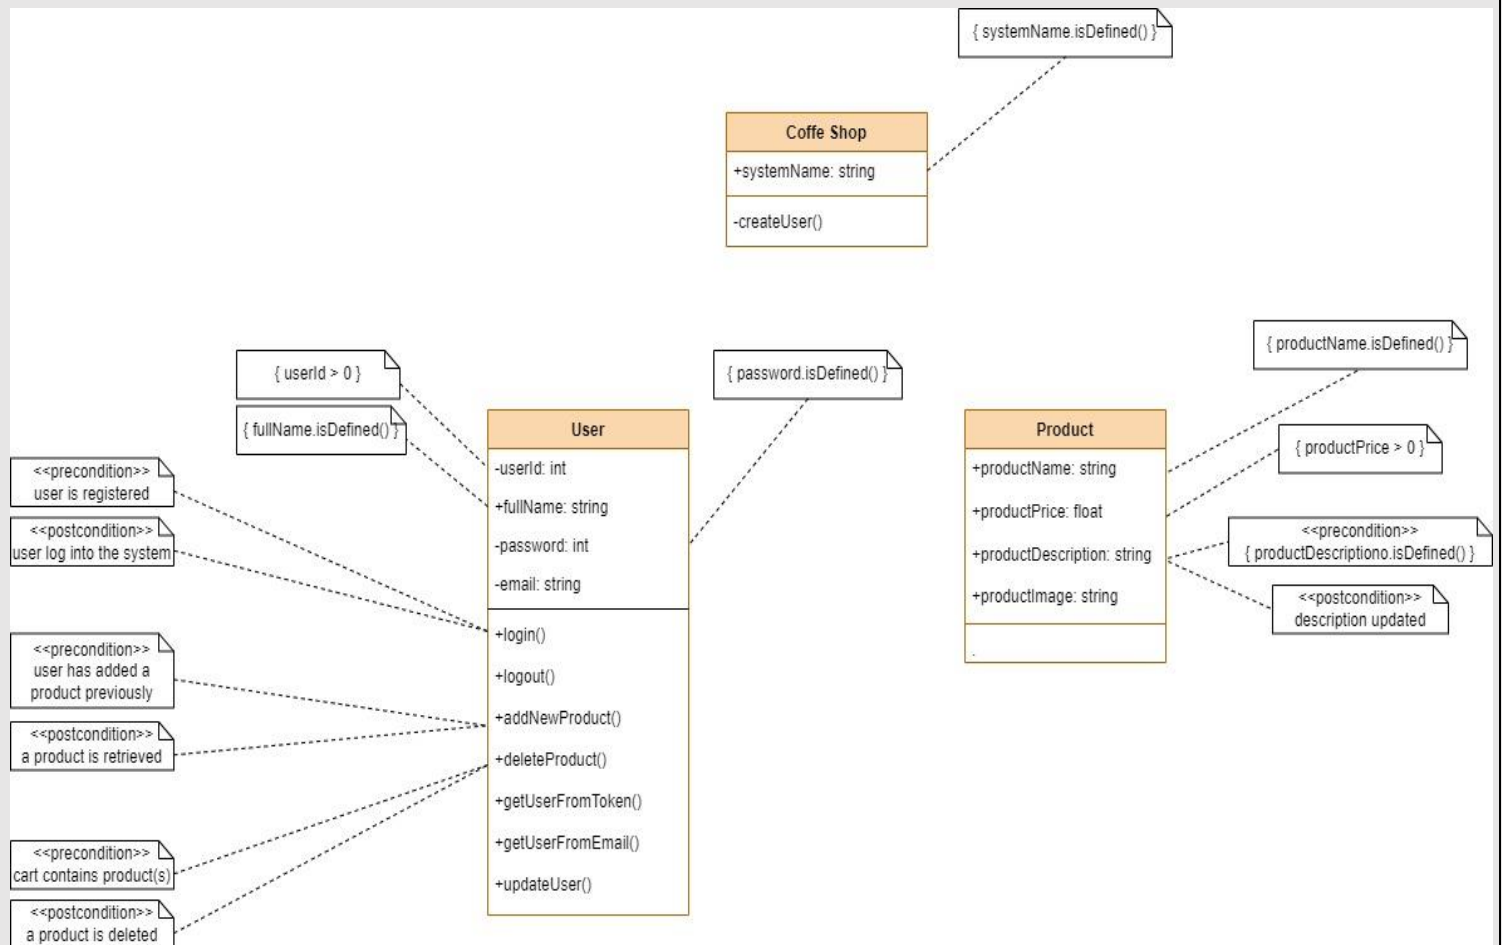 { systemName.isDefined() }
Coffe Shop
+systemName: string
-createUser()
{ userId > 0 }
{ fullName.isDefined() }
{ password.isDefined() }
{ productName.isDefined() }
{ productPrice > 0 }
<<precondition>>
{ productDescriptiono.isDefined() }
<<postcondition>>
description updated
<<precondition>>
user is registered
<<postcondition>>
user log into the system
<<precondition>>
user has added a
product previously
<<postcondition>>
a product is retrieved
<<precondition>>
cart contains product(s)
<<postcondition>>
a product is deleted
User
-userId: int
+fullName: string
-password: int
-email: string
+login()
+logout()
+addNewProduct()
+deleteProduct()
+getUserFromToken()
+getUserFromEmail()
+updateUser()
Product
+productName: string
+productPrice: float
+productDescription: string
+productImage: string
.